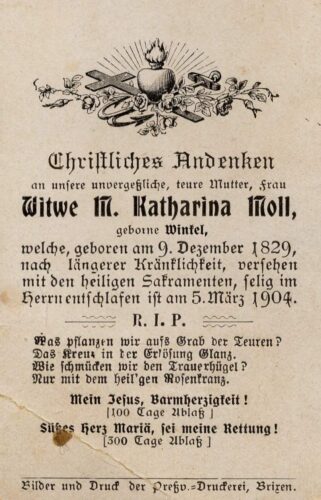 Christliches Andenken
an unsere unvergeßliche, teure Mutter, Frau
Witwe M. Katharina Moll,
geborne Winkel,
welche, geboren am 9. Dezember 1829,
nach längerer Kränklichkeit, versehen
mit den heiligen Sakramenten, selig im
Herrn entschlafen ist am 5. März 1904.
R. I. P.
Was pflanzen wir aufs Grab der Teuren?
Das Kreuz in der Erlösung Glanz.
Wie schmücken wir den Trauerhügel?
Nur mit dem heil'gen Rosenkranz.
Mein Jesus, Barmherzigkeit!
[100 Tage Ablaß]
Süßes Herz Mariä, sei meine Rettung!
[300 Tage Ablaß]
Bilder und Druck der Preßv.-Druckerei, Brixen.